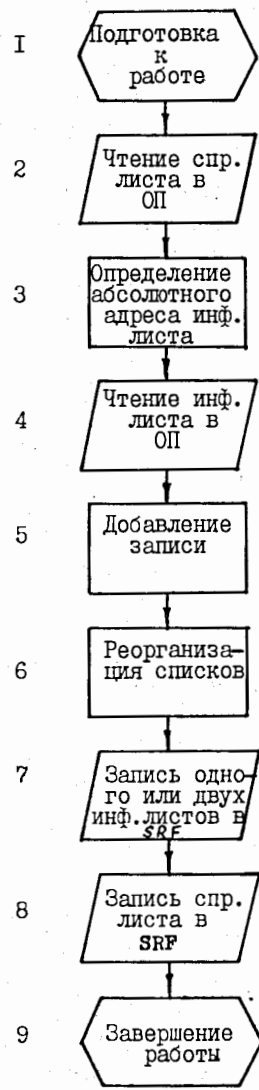 I
Подготовка
к
работе
2
Чтение спр.
листа в
ОП
3
Определение
абсолютного
адреса инф.
листа
4
Чтение инф.
листа в
ОП
5
Добавление
записи
6
Реорганиза-
ция списков
7
Запись одно-
го или двух
инф.листов в
SRF
8
Запись спр.
листа в
SRF
9
Завершение
работы